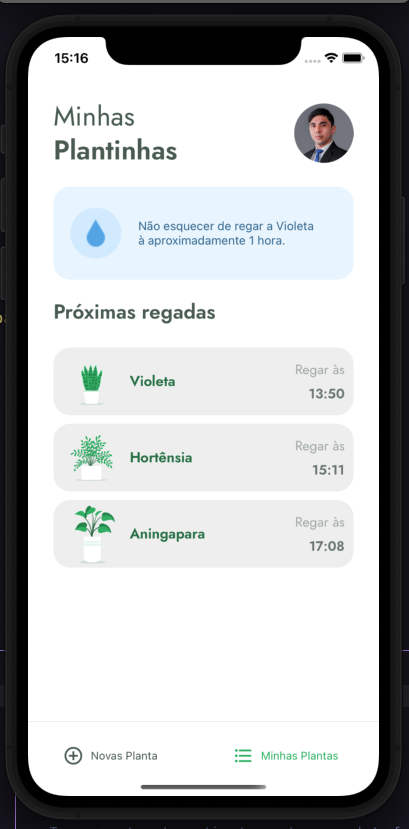 15:16
Minhas
Plantinhas
Não esquecer de regar a Violeta
à aproximadamente 1 hora.
Próximas regadas
Violeta
Regar às
13:50
Hortênsia
Regar às
15:11
Aningapara
Regar às
17:08
Novas Planta
Minhas Plantas